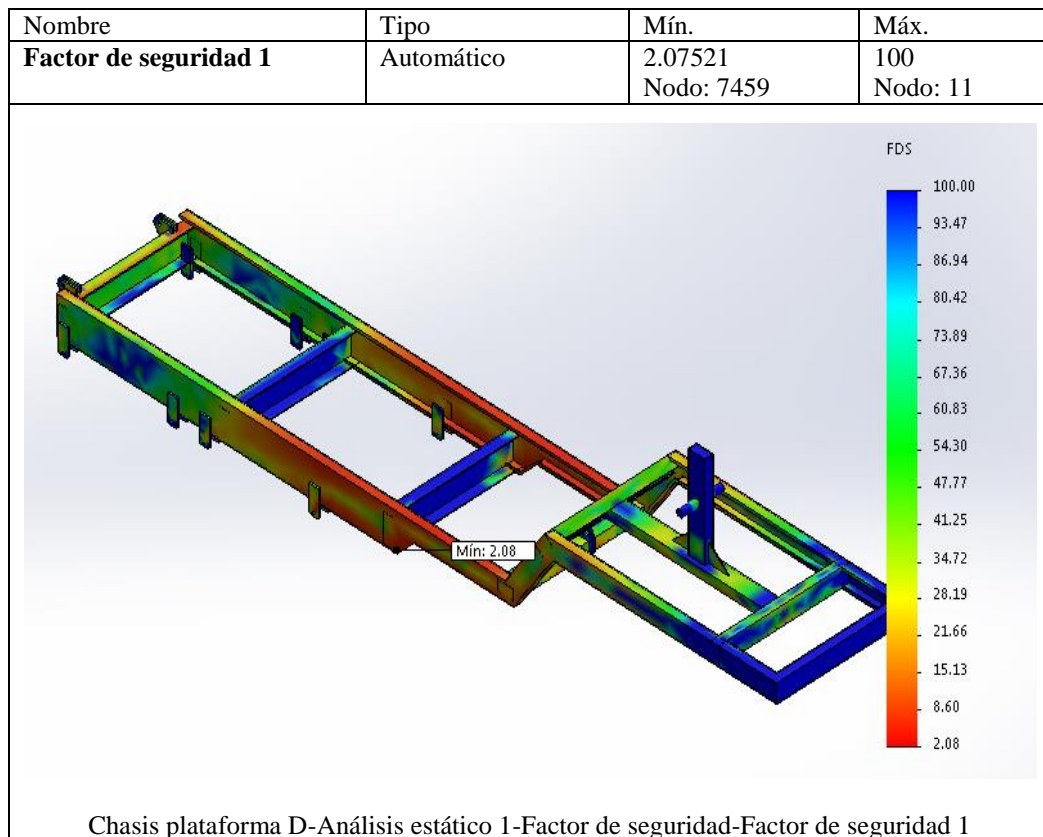 Nombre Tipo Mín. Máx.
Factor de seguridad 1 Automático 2.07521 100
Nodo: 7459 Nodo: 11
FDS
100.00
93.47
86.94
80.42
73.89
67.36
60.83
54.30
47.77
41.25
34.72
28.19
21.66
15.13
8.60
2.08
Mín: 2.08
Chasis plataforma D-Análisis estático 1-Factor de seguridad-Factor de seguridad 1